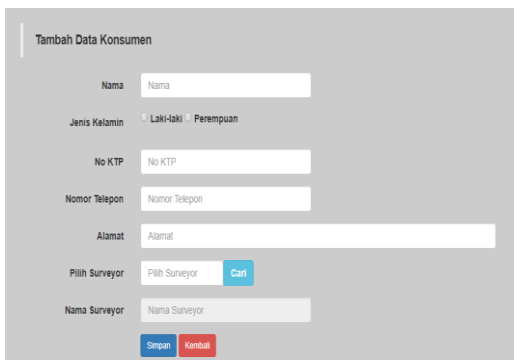 Tambah Data Konsumen
Nama Nama
Jenis Kelamin Laki-laki Perempuan
No KTP No KTP
Nomor Telepon Nomor Telepon
Alamat Alamat
Pilih Surveyor Pilih Surveyor Cari
Nama Surveyor Nama Surveyor
Simpan Kembali